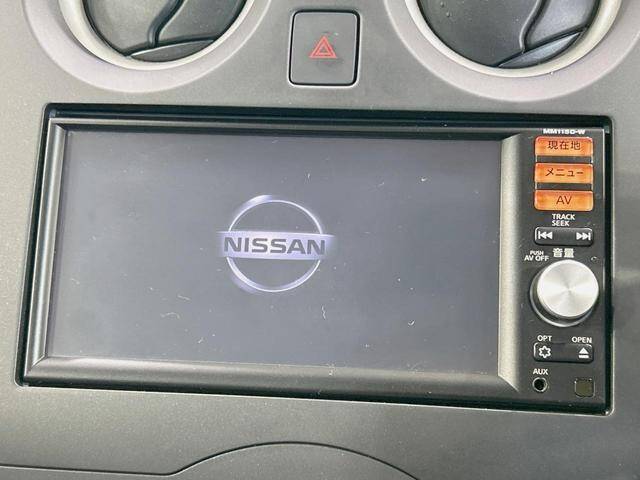 MM115D-W
現在地
メニュー
AV
TRACK
SEEK
NISSAN
PUSH
AV OFF
音量
OPT
OPEN
AUX